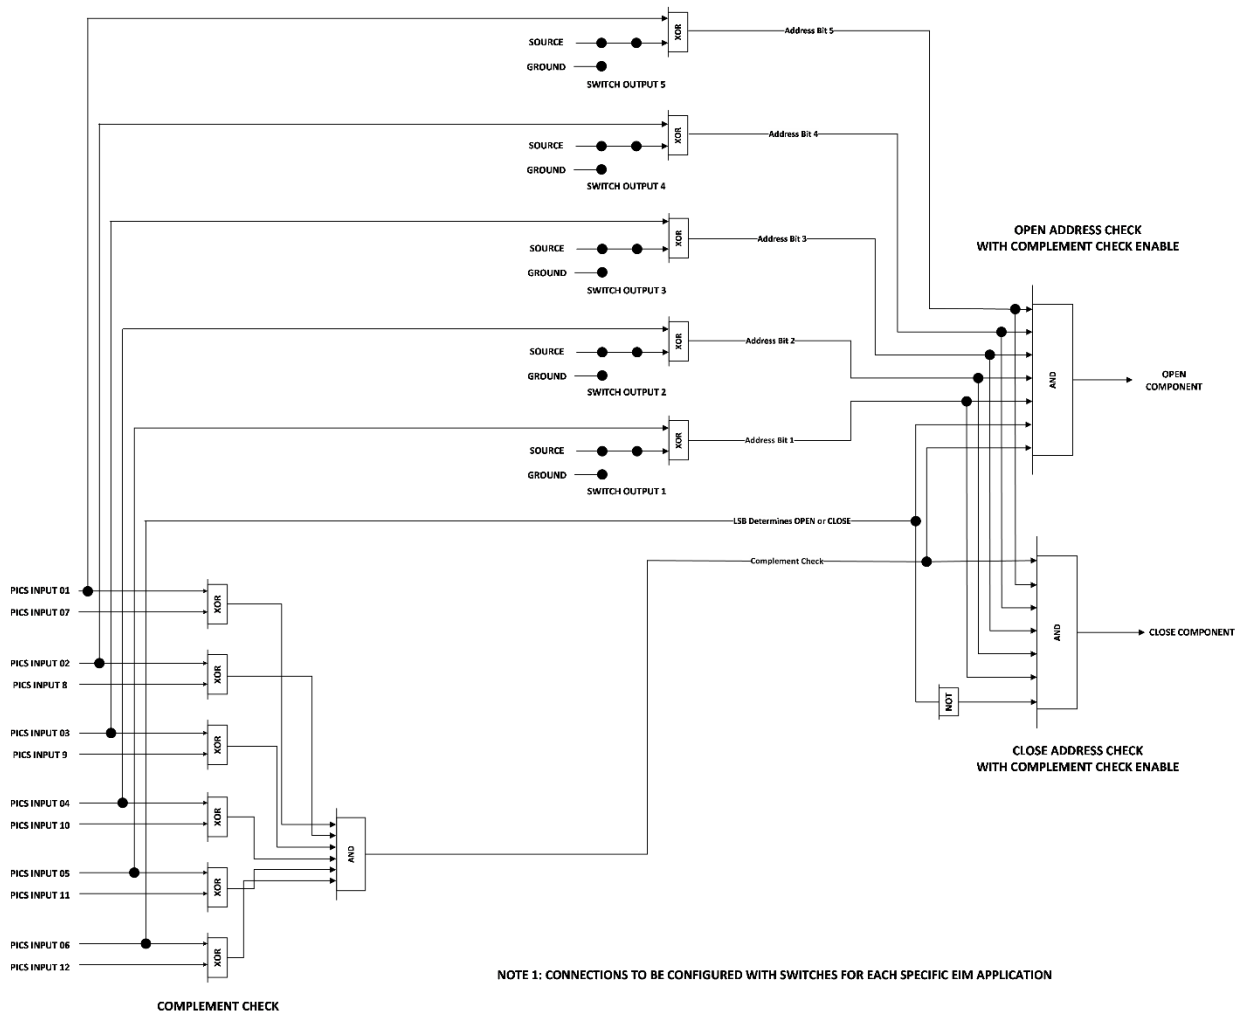 XOR
Address Bit 5
SOURCE
GROUND
SWITCH OUTPUT 5
XOR
Address Bit 4
SOURCE
GROUND
SWITCH OUTPUT 4
XOR
Address Bit 3
SOURCE
GROUND
SWITCH OUTPUT 3
OPEN ADDRESS CHECK
WITH COMPLEMENT CHECK ENABLE
XOR
Address Bit 2
SOURCE
GROUND
SWITCH OUTPUT 2
AND
OPEN
COMPONENT
XOR
Address Bit 1
SOURCE
GROUND
SWITCH OUTPUT 1
LSB Determines OPEN or CLOSE
Complement Check
PICS INPUT 01
PICS INPUT 07
XOR
PICS INPUT 02
PICS INPUT 8
XOR
PICS INPUT 03
PICS INPUT 9
XOR
PICS INPUT 04
PICS INPUT 10
XOR
PICS INPUT 05
PICS INPUT 11
XOR
PICS INPUT 06
PICS INPUT 12
XOR
AND
AND
CLOSE COMPONENT
NOT
CLOSE ADDRESS CHECK
WITH COMPLEMENT CHECK ENABLE
NOTE 1: CONNECTIONS TO BE CONFIGURED WITH SWITCHES FOR EACH SPECIFIC EIM APPLICATION
COMPLEMENT CHECK